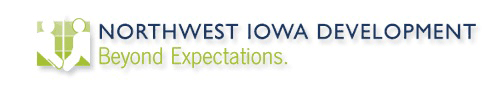 NORTHWEST IOWA DEVELOPMENT
Beyond Expectations.